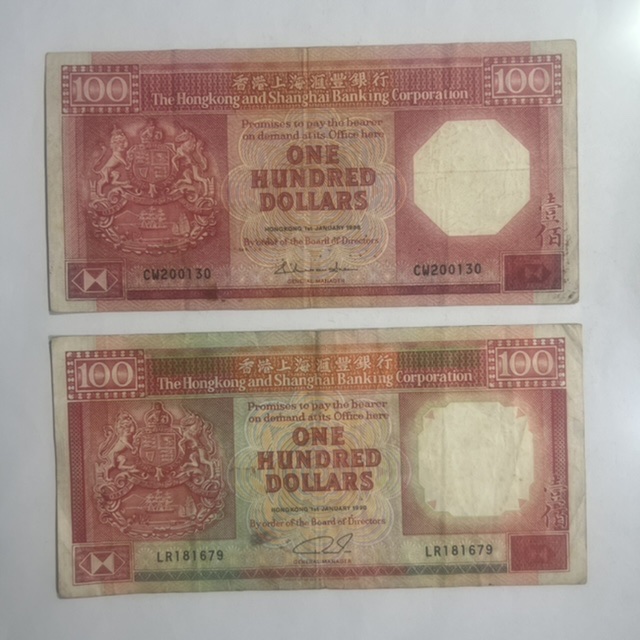 100
香港上海滙豐銀行
100
The Hongkong and Shanghai Banking Corporation
Promises to pay the bearer
on demand at its Office here
ONE
HUNDRED
DOLLARS
HONGKONG 1st JANUARY
By order of the Board of Directors
CW200130
CW200130
GENERAL MANAGER
壹佰
100
香港上海滙豐銀行
100
The Hongkong and Shanghai Banking Corporation
Promises to pay the bearer
on demand at its Office here
ONE
HUNDRED
DOLLARS
HONGKONG 1st JANUARY
By order of the Board of Directors
LR181679
LR181679
GENERAL MANAGER
壹佰